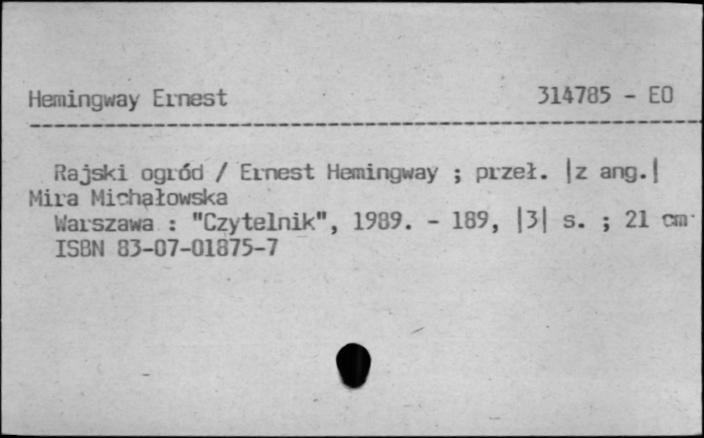 Hemingway Ernest 314785 - EO
Rajski ogród / Ernest Hemingway ; przeł. |z ang.|
Mira Michałowska
Warszawa : "Czytelnik", 1989. - 189, |3| s. ; 21 cm
ISBN 83-07-01875-7